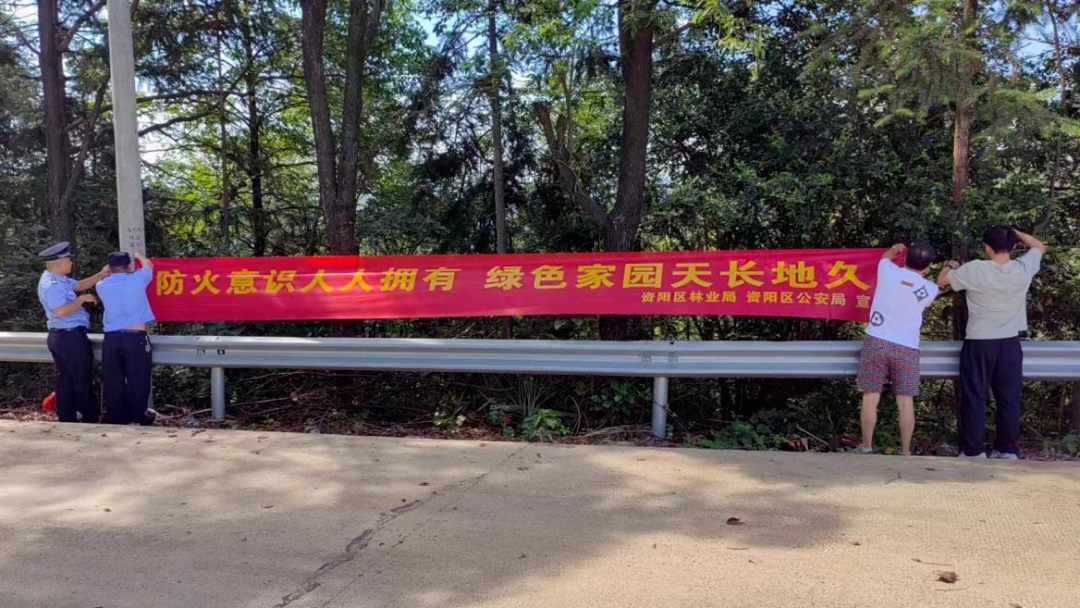 防火意识人人拥有 绿色家园天长地久
资阳区林业局 资阳区公安局 宣